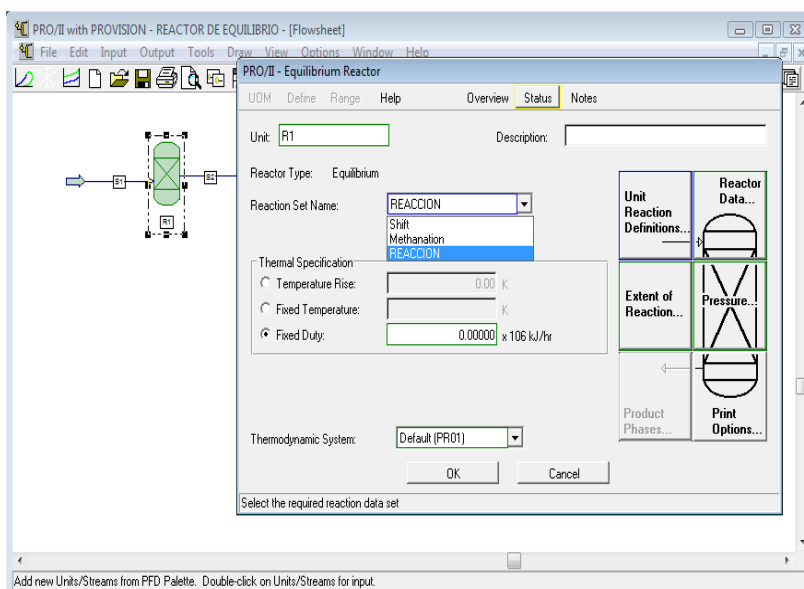 PRO/II with PROVISION - REACTOR DE EQUILIBRIO - [Flowsheet]
File Edit Input Output Tools Draw View Options Window Help
PRO/II - Equilibrium Reactor
UOM Define Range Help Overview Status Notes
Unit: R1 Description:
Reactor Type: Equilibrium
Reaction Set Name: REACCION
Shift
Methanation
REACCION
Thermal Specification
Temperature Rise: 0.00 K
Fixed Temperature: K
Fixed Duty: 0.00000 x 106 kJ/hr
Thermodynamic System: Default (PR01)
OK Cancel
Select the required reaction data set
Unit
Reaction
Definitions...
Reactor
Data...
Extent of
Reaction...
Pressure...
Product
Phases...
Print
Options...
S1
S2
R1
Add new Units/Streams from PFD Palette. Double-click on Units/Streams for input.